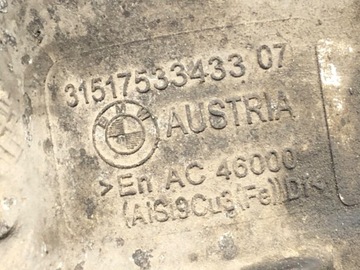 31517533433 07
BMW
AUSTRIA
>En AC 46000
(AlSi9Cu3(Fe))D<